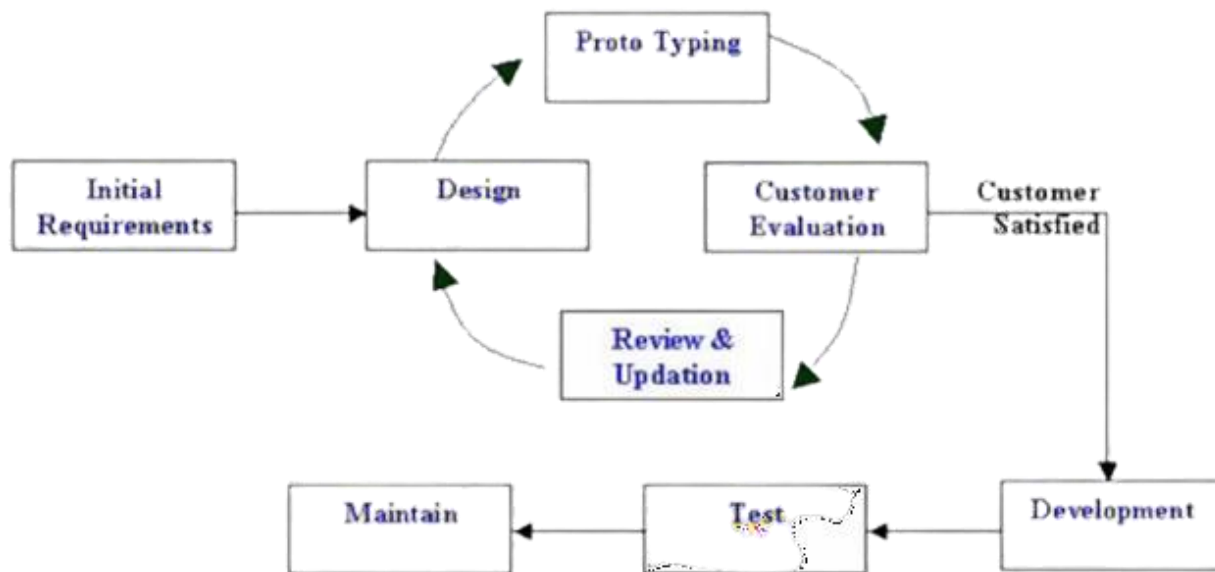 Proto Typing
Initial
Requirements
Design
Customer
Evaluation
Customer
Satisfied
Review &
Updation
Maintain
Test
Development